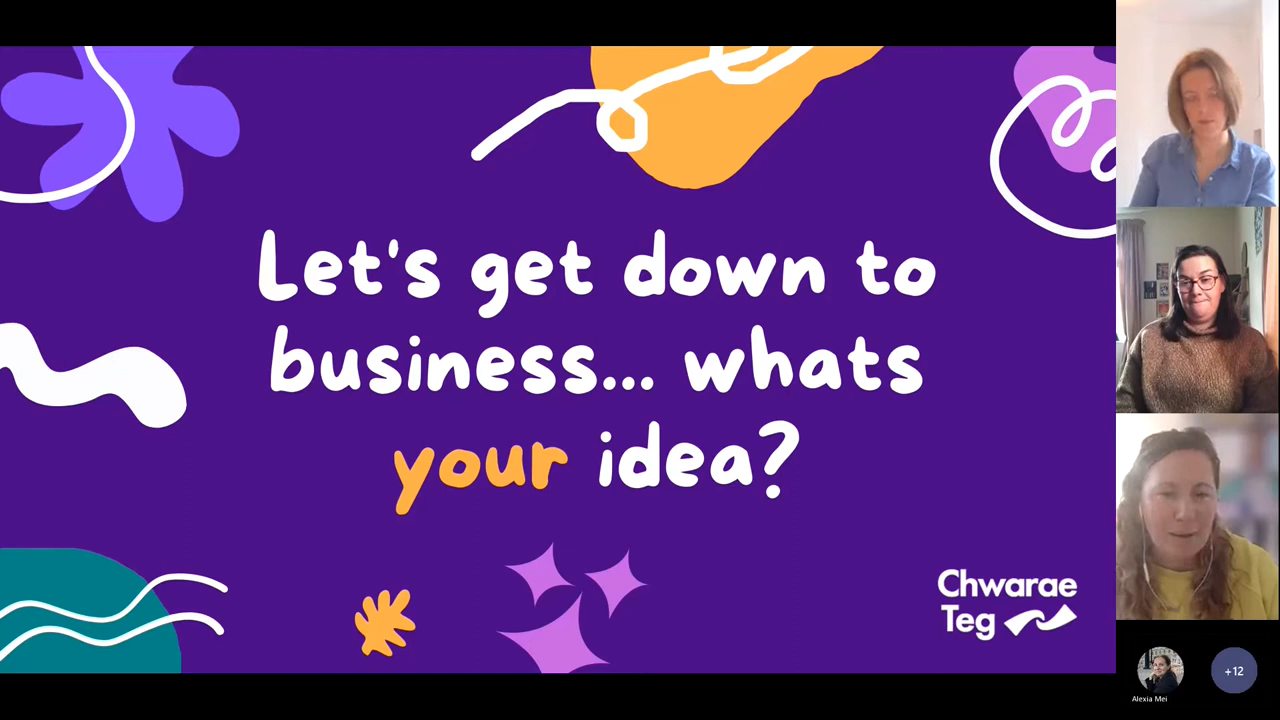 Let's get down to
business... whats
your idea?
Chwarae
Teg
Alexia Mei
+12